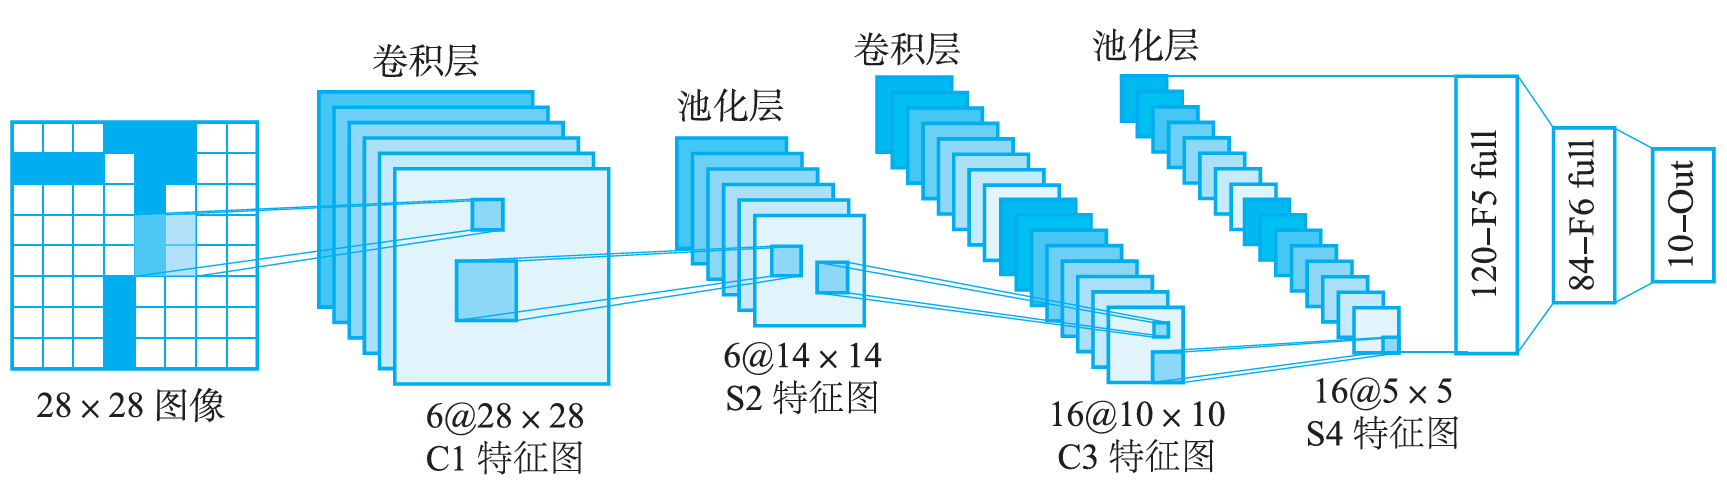 卷积层
池化层
卷积层
池化层
28 × 28 图像
6@28 × 28
C1 特征图
6@14 × 14
S2 特征图
16@10 × 10
C3 特征图
16@5 × 5
S4 特征图
120–F5 full
84–F6 full
10–Out